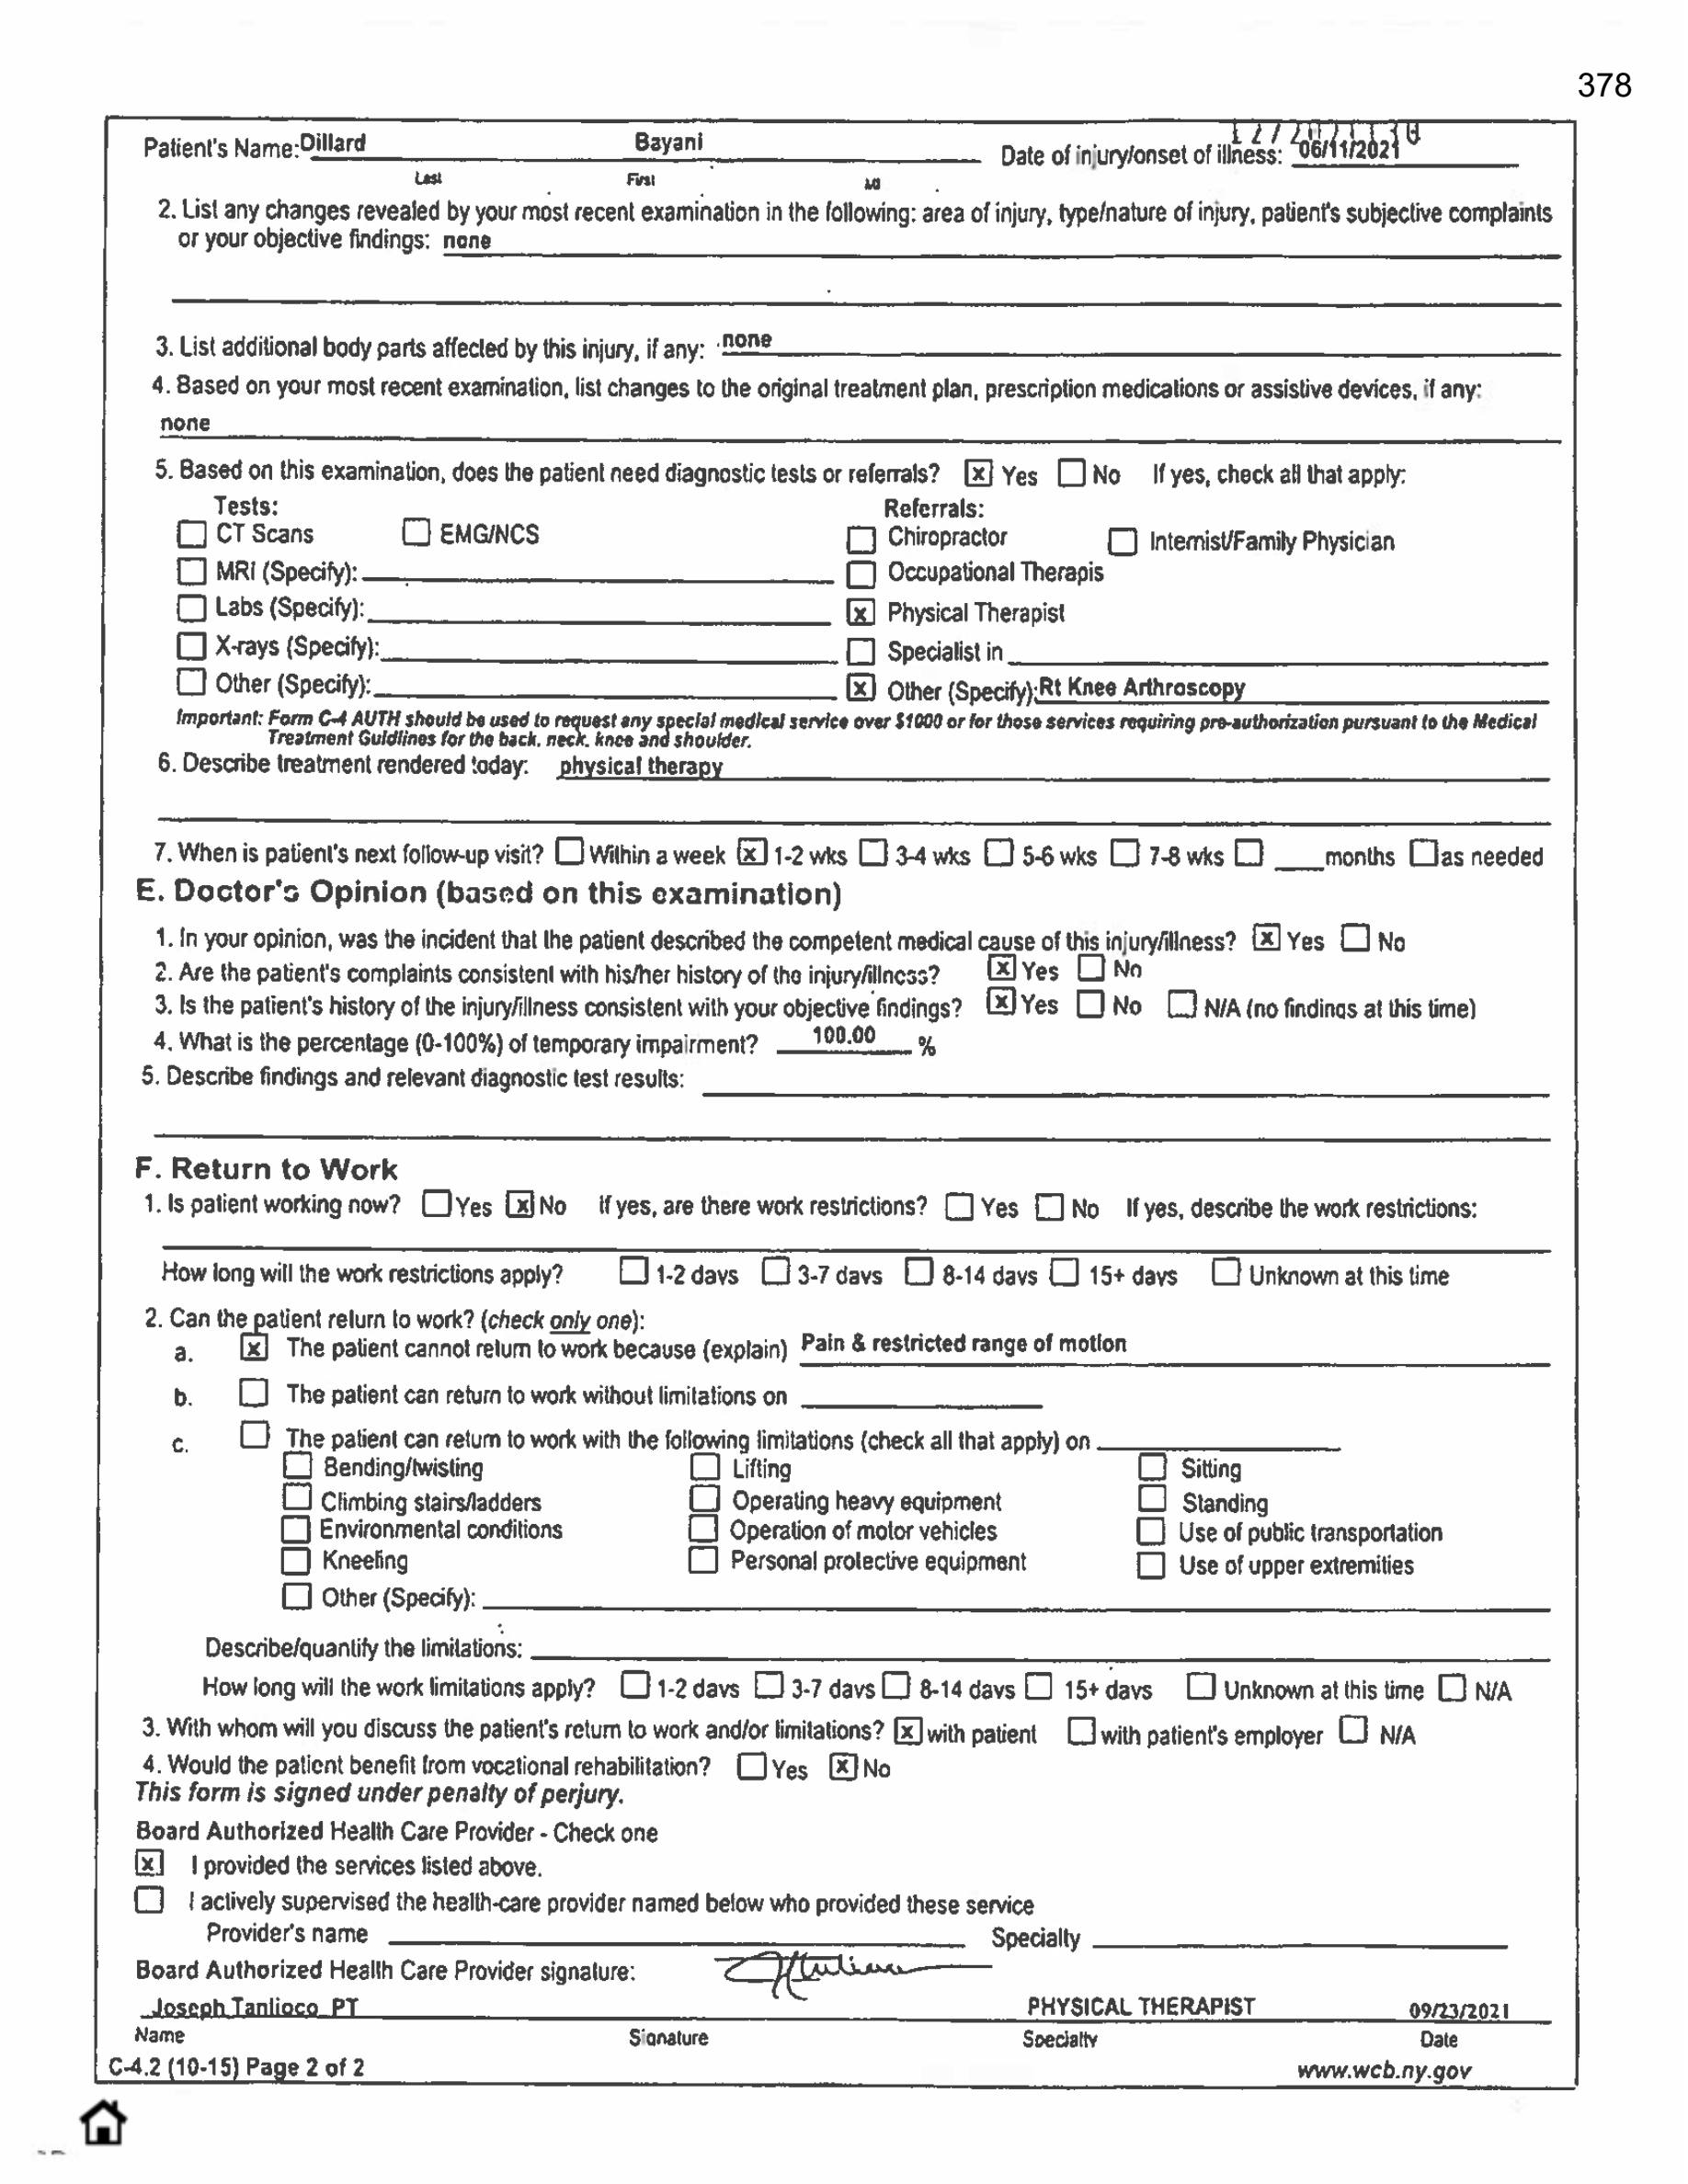 378
Patient's Name: Dillard Bayani Date of injury/onset of illness: 06/11/2021
Last First MI
2. List any changes revealed by your most recent examination in the following: area of injury, type/nature of injury, patient's subjective complaints
or your objective findings: none
3. List additional body parts affected by this injury, if any: none
4. Based on your most recent examination, list changes to the original treatment plan, prescription medications or assistive devices, if any:
none
5. Based on this examination, does the patient need diagnostic tests or referrals? [x] Yes [ ] No If yes, check all that apply:
Tests: Referrals:
[ ] CT Scans [ ] EMG/NCS [ ] Chiropractor [ ] Internist/Family Physician
[ ] MRI (Specify): [ ] Occupational Therapis
[ ] Labs (Specify): [x] Physical Therapist
[ ] X-rays (Specify): [ ] Specialist in
[ ] Other (Specify): [x] Other (Specify): Rt Knee Arthroscopy
Important: Form C-4 AUTH should be used to request any special medical service over $1000 or for those services requiring pre-authorization pursuant to the Medical
Treatment Guidlines for the back, neck, knee and shoulder.
6. Describe treatment rendered today: physical therapy
7. When is patient's next follow-up visit? [ ] Within a week [x] 1-2 wks [ ] 3-4 wks [ ] 5-6 wks [ ] 7-8 wks [ ] ____ months [ ] as needed
E. Doctor's Opinion (based on this examination)
1. In your opinion, was the incident that the patient described the competent medical cause of this injury/illness? [x] Yes [ ] No
2. Are the patient's complaints consistent with his/her history of the injury/illness? [x] Yes [ ] No
3. Is the patient's history of the injury/illness consistent with your objective findings? [x] Yes [ ] No [ ] N/A (no findings at this time)
4. What is the percentage (0-100%) of temporary impairment? 100.00 %
5. Describe findings and relevant diagnostic test results:
F. Return to Work
1. Is patient working now? [ ] Yes [x] No If yes, are there work restrictions? [ ] Yes [ ] No If yes, describe the work restrictions:
How long will the work restrictions apply? [ ] 1-2 days [ ] 3-7 days [ ] 8-14 days [ ] 15+ days [ ] Unknown at this time
2. Can the patient return to work? (check only one):
a. [x] The patient cannot return to work because (explain) Pain & restricted range of motion
b. [ ] The patient can return to work without limitations on
c. [ ] The patient can return to work with the following limitations (check all that apply) on
[ ] Bending/twisting [ ] Lifting [ ] Sitting
[ ] Climbing stairs/ladders [ ] Operating heavy equipment [ ] Standing
[ ] Environmental conditions [ ] Operation of motor vehicles [ ] Use of public transportation
[ ] Kneeling [ ] Personal protective equipment [ ] Use of upper extremities
[ ] Other (Specify):
Describe/quantify the limitations:
How long will the work limitations apply? [ ] 1-2 days [ ] 3-7 days [ ] 8-14 days [ ] 15+ days [ ] Unknown at this time [ ] N/A
3. With whom will you discuss the patient's return to work and/or limitations? [x] with patient [ ] with patient's employer [ ] N/A
4. Would the patient benefit from vocational rehabilitation? [ ] Yes [x] No
This form is signed under penalty of perjury.
Board Authorized Health Care Provider - Check one
[x] I provided the services listed above.
[ ] I actively supervised the health-care provider named below who provided these service
Provider's name Specialty
Board Authorized Health Care Provider signature:
Joseph Tanlioco PT PHYSICAL THERAPIST 09/23/2021
Name Signature Specialty Date
C-4.2 (10-15) Page 2 of 2 www.wcb.ny.gov